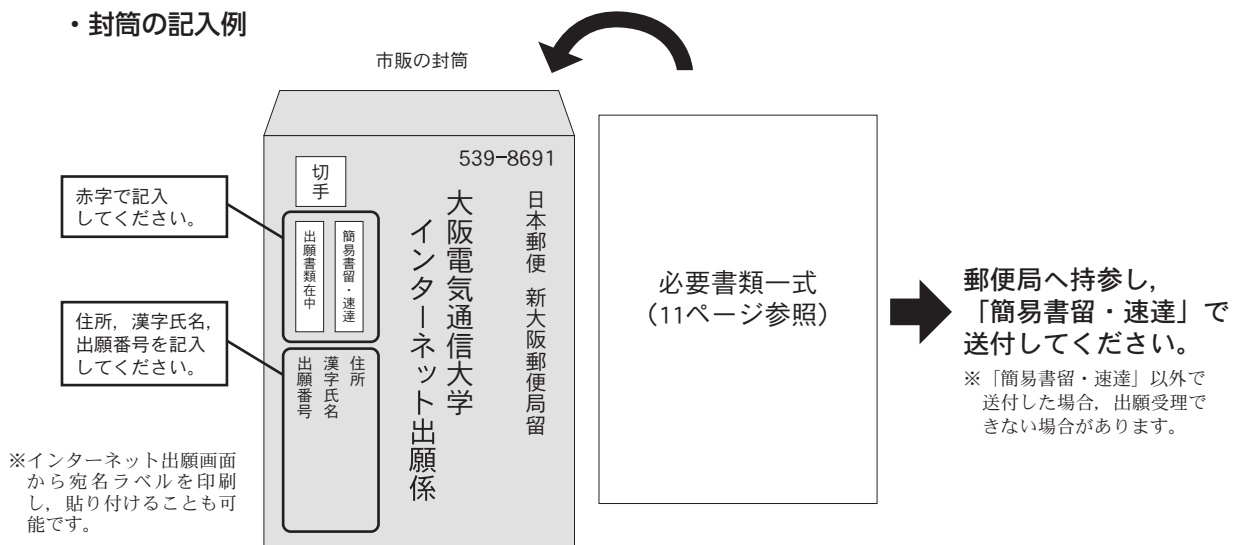 ・封筒の記入例
市販の封筒
539-8691
切手
赤字で記入
してください。
簡易書留・速達
出願書類在中
日本郵便 新大阪郵便局留
大阪電気通信大学
インターネット出願係
住所，漢字氏名，
出願番号を記入
してください。
住所
漢字氏名
出願番号
※インターネット出願画面
から宛名ラベルを印刷
し，貼り付けることも可
能です。
必要書類一式
（11ページ参照）
郵便局へ持参し，
「簡易書留・速達」で
送付してください。
※「簡易書留・速達」以外で
送付した場合，出願受理で
きない場合があります。